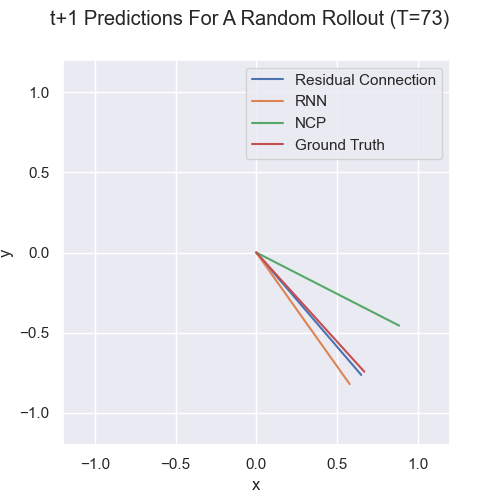 t+1 Predictions For A Random Rollout (T=73)
Residual Connection
RNN
NCP
Ground Truth
1.0
0.5
0.0
−0.5
−1.0
y
−1.0 −0.5 0.0 0.5 1.0
x